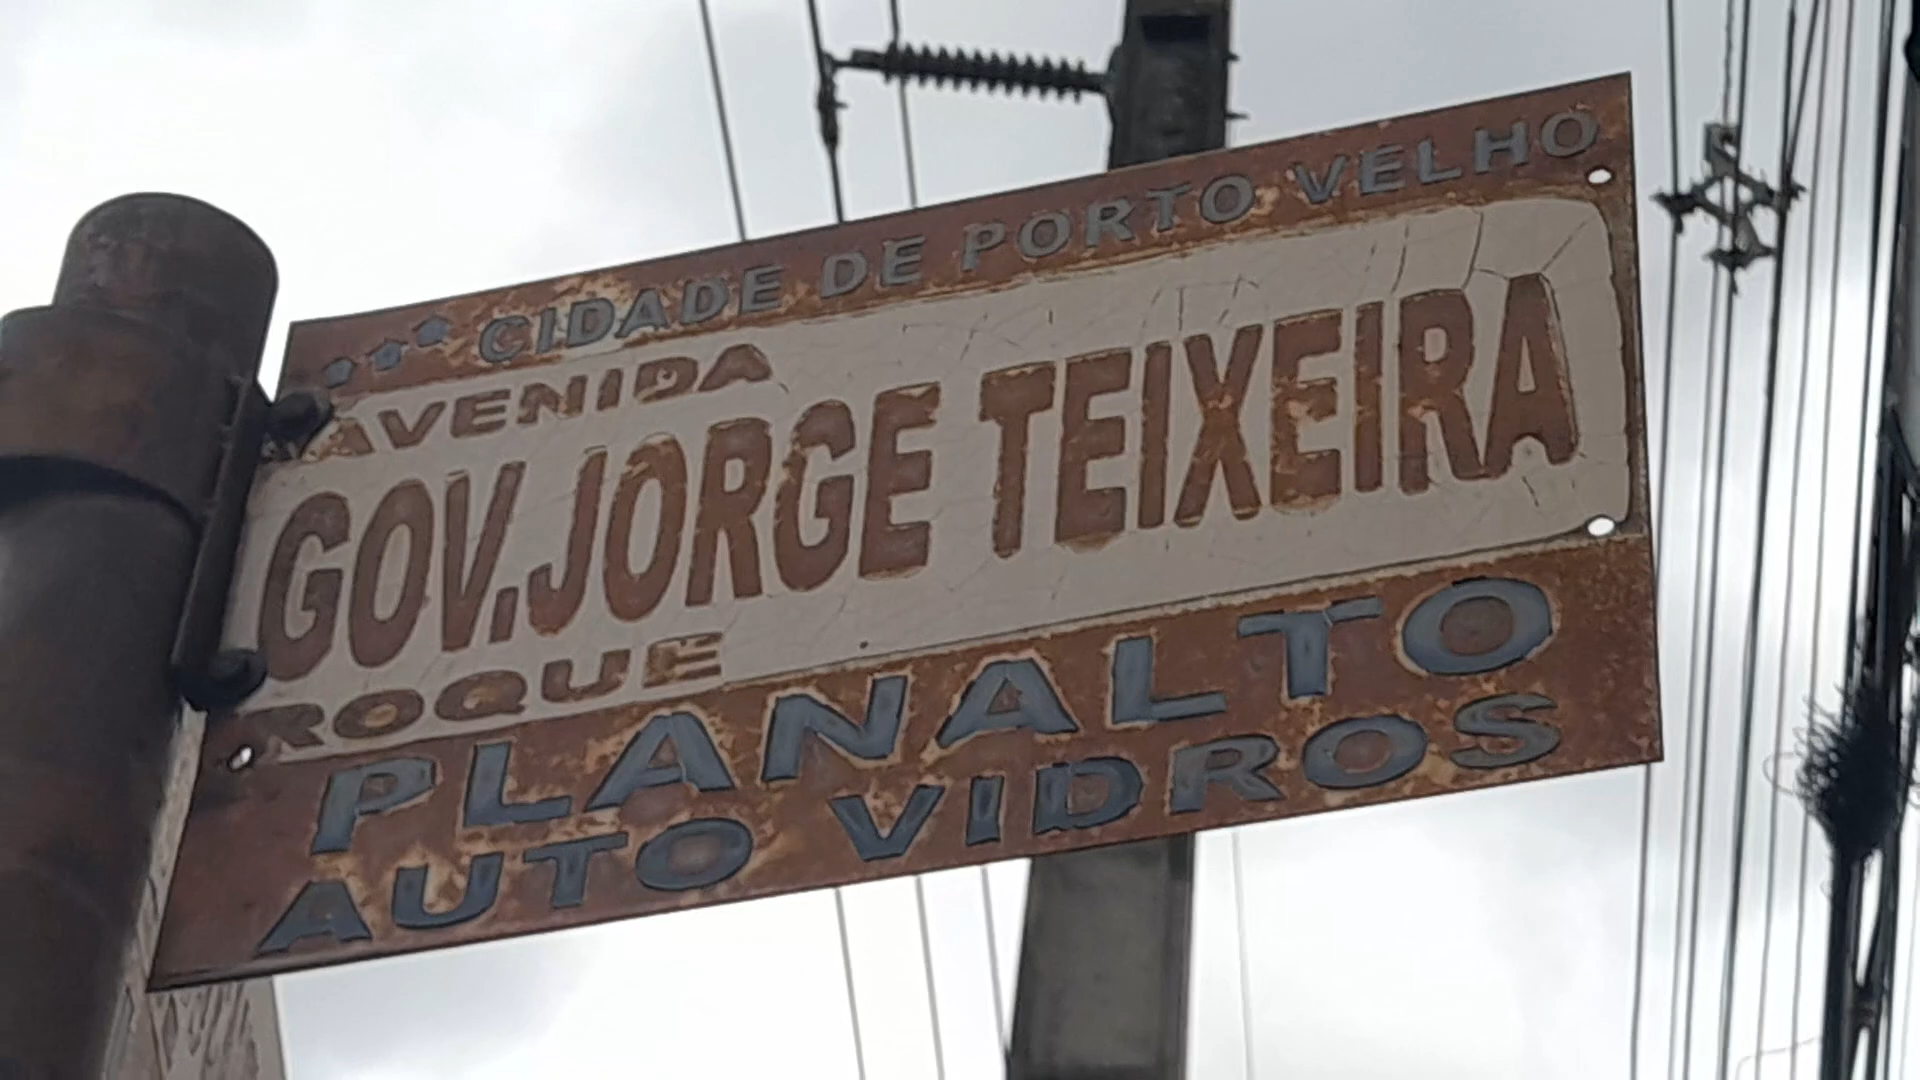 CIDADE DE PORTO VELHO
AVENIDA
GOV.JORGE TEIXEIRA
ROQUE
PLANALTO
AUTO VIDROS